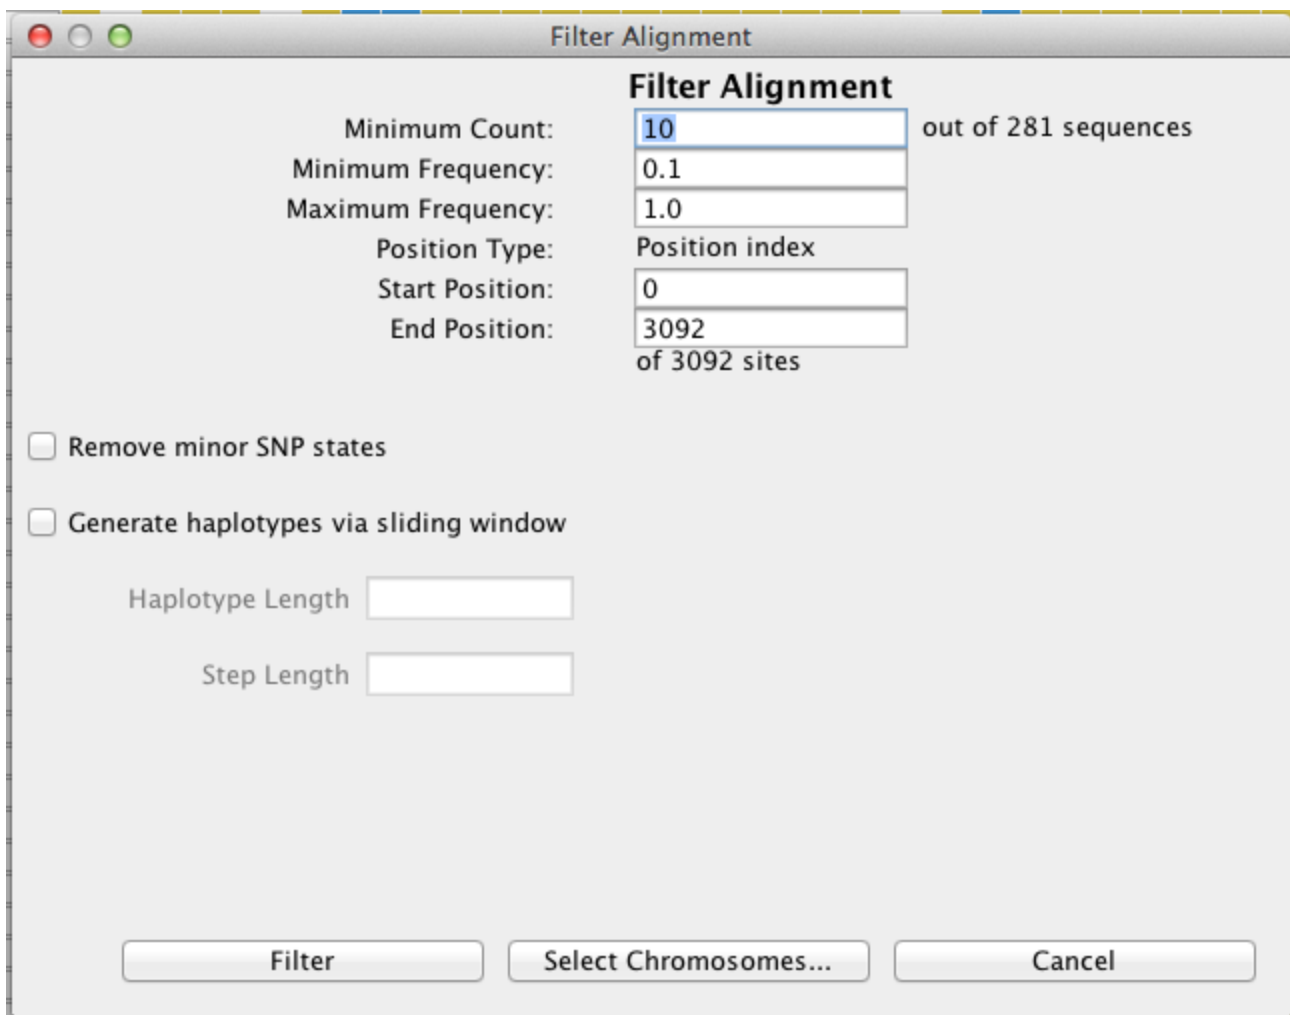 Filter Alignment
Filter Alignment
Minimum Count: 10 out of 281 sequences
Minimum Frequency: 0.1
Maximum Frequency: 1.0
Position Type: Position index
Start Position: 0
End Position: 3092
of 3092 sites
Remove minor SNP states
Generate haplotypes via sliding window
Haplotype Length
Step Length
Filter Select Chromosomes... Cancel